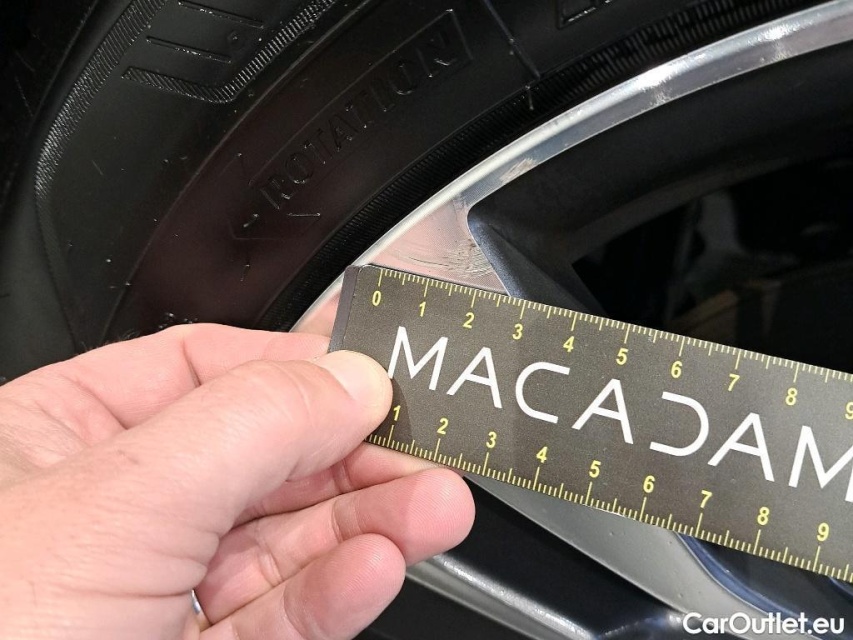 ROTATION
0 1 2 3 4 5 6 7 8 9
MACADAM
1 2 3 4 5 6 7 8 9
CarOutlet.eu